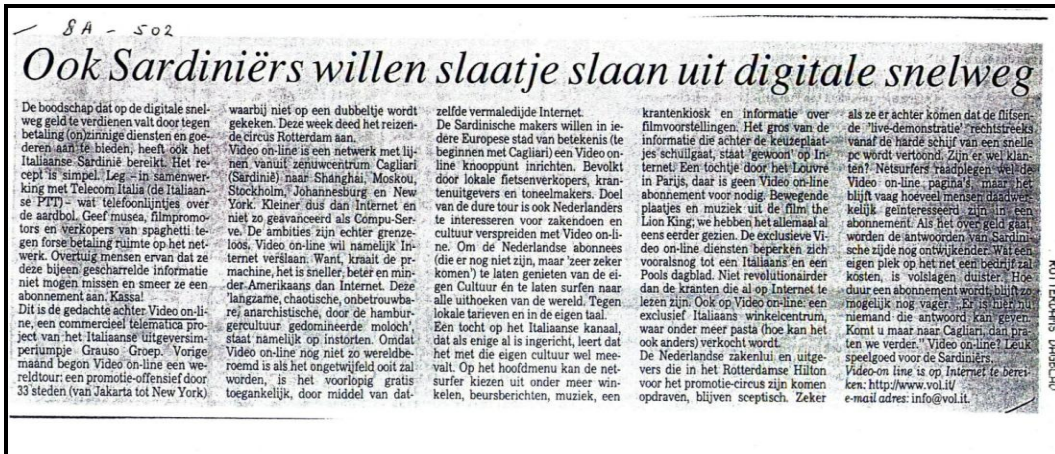 8A - 502
Ook Sardiniërs willen slaatje slaan uit digitale snelweg
De boodschap dat op de digitale snel-
weg geld te verdienen valt door tegen
betaling (on)zinnige diensten en goe-
deren aan te bieden, heeft ook het
Italiaanse Sardinië bereikt. Het re-
cept is simpel. Leg - in samenwer-
king met Telecom Italia (de Italiaan-
se PTT) - wat telefoonlijntjes over
de aardbol. Geef musea, filmpromo-
tors en verkopers van spaghetti te-
gen forse betaling ruimte op het net-
werk. Overtuig mensen ervan dat ze
deze bijeen gescharrelde informatie
niet mogen missen en smeer ze een
abonnement aan. Kassa!
Dit is de gedachte achter Video on-li-
ne, een commercieel telematica pro-
ject van het Italiaanse uitgeversim-
periumpje Grauso Groep. Vorige
maand begon Video on-line een we-
reldtour: een promotie-offensief door
33 steden (van Jakarta tot New York)
waarbij niet op een dubbeltje wordt
gekeken. Deze week deed het reizen-
de circus Rotterdam aan.
Video on-line is een netwerk met lij-
nen vanuit zenuwcentrum Cagliari
(Sardinië) naar Shanghai, Moskou,
Stockholm, Johannesburg en New
York. Kleiner dus dan Internet en
niet zo geavanceerd als Compu-Ser-
ve. De ambities zijn echter grenze-
loos. Video on-line wil namelijk In-
ternet verslaan. Want, kraait de pr-
machine, het is sneller, beter en min-
der Amerikaans dan Internet. Deze
'langzame, chaotische, onbetrouwba-
re, anarchistische, door de hambur-
gercultuur gedomineerde moloch',
staat namelijk op instorten. Omdat
Video on-line nog niet zo wereldbe-
roemd is als het ongetwijfeld ooit zal
worden, is het voorlopig gratis
toegankelijk, door middel van dat-
zelfde vermaledijde Internet.
De Sardinische makers willen in ie-
dere Europese stad van betekenis (te
beginnen met Cagliari) een Video on-
line knooppunt inrichten. Bevolkt
door lokale fietsenverkopers, kran-
tenuitgevers en toneelmakers. Doel
van de dure tour is ook Nederlanders
te interesseren voor zakendoen en
cultuur verspreiden met Video on-li-
ne. Om de Nederlandse abonnees
(die er nog niet zijn, maar 'zeer zeker
komen') te laten genieten van de ei-
gen Cultuur én te laten surfen naar
alle uithoeken van de wereld. Tegen
lokale tarieven en in de eigen taal.
Een tocht op het Italiaanse kanaal,
dat als enige al is ingericht, leert dat
het met die eigen cultuur wel mee-
valt. Op het hoofdmenu kan de net-
surfer kiezen uit onder meer win-
kelen, beursberichten, muziek, een
krantenkiosk en informatie over
filmvoorstellingen. Het gros van de
informatie die achter de keuzeplaat-
jes schuilgaat, staat 'gewoon' op In-
ternet. Een tochtje door het Louvre
in Parijs, daar is geen Video on-line
abonnement voor nodig. Bewegende
plaatjes en muziek uit de film the
Lion King; we hebben het allemaal al
eens eerder gezien. De exclusieve Vi-
deo on-line diensten beperken zich
vooralsnog tot een Italiaans en een
Pools dagblad. Niet revolutionairder
dan de kranten die al op Internet te
lezen zijn. Ook op Video on-line: een
exclusief Italiaans winkelcentrum,
waar onder meer pasta (hoe kan het
ook anders) verkocht wordt.
De Nederlandse zakenlui en uitge-
vers die in het Rotterdamse Hilton
voor het promotie-circus zijn komen
opdraven, blijven sceptisch. Zeker
als ze er achter komen dat de flitsen-
de 'live-demonstratie' rechtstreeks
vanaf de harde schijf van een snelle
pc wordt vertoond. Zijn er wel klan-
ten? Netsurfers raadplegen wel de
Video on-line pagina's, maar het
blijft vaag hoeveel mensen daadwer-
kelijk geïnteresseerd zijn in een
abonnement. Als het over geld gaat,
worden de antwoorden van Sardini-
sche zijde nog ontwijkender. Wat een
eigen plek op het net een bedrijf zal
kosten, is volslagen duister. Hoe
duur een abonnement wordt, blijft zo
mogelijk nog vager. „Er is hier nu
niemand die antwoord kan geven.
Komt u maar naar Cagliari, dan pra-
ten we verder." Video on-line? Leuk
speelgoed voor de Sardiniërs.
Video-on line is op Internet te berei-
ken: http://www.vol.it/
e-mail adres: info@vol.it.
ROTTERDAMS DAGBLAD